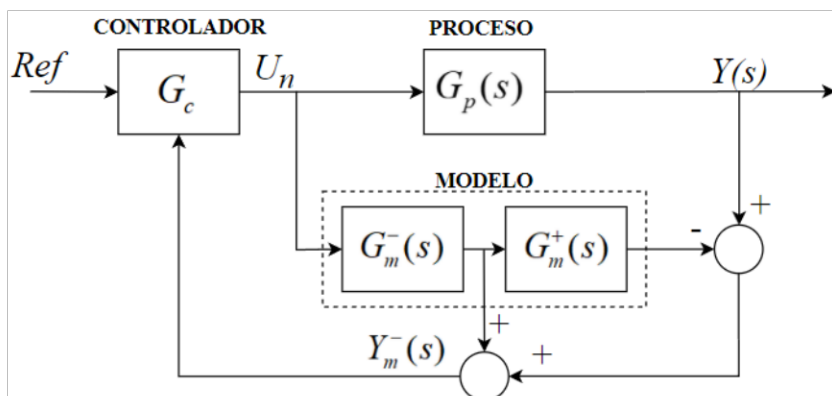 CONTROLADOR
PROCESO
Ref
G_c
U_n
G_p(s)
Y(s)
+
MODELO
G_m^-(s)
G_m^+(s)
-
+
Y_m^-(s)
+